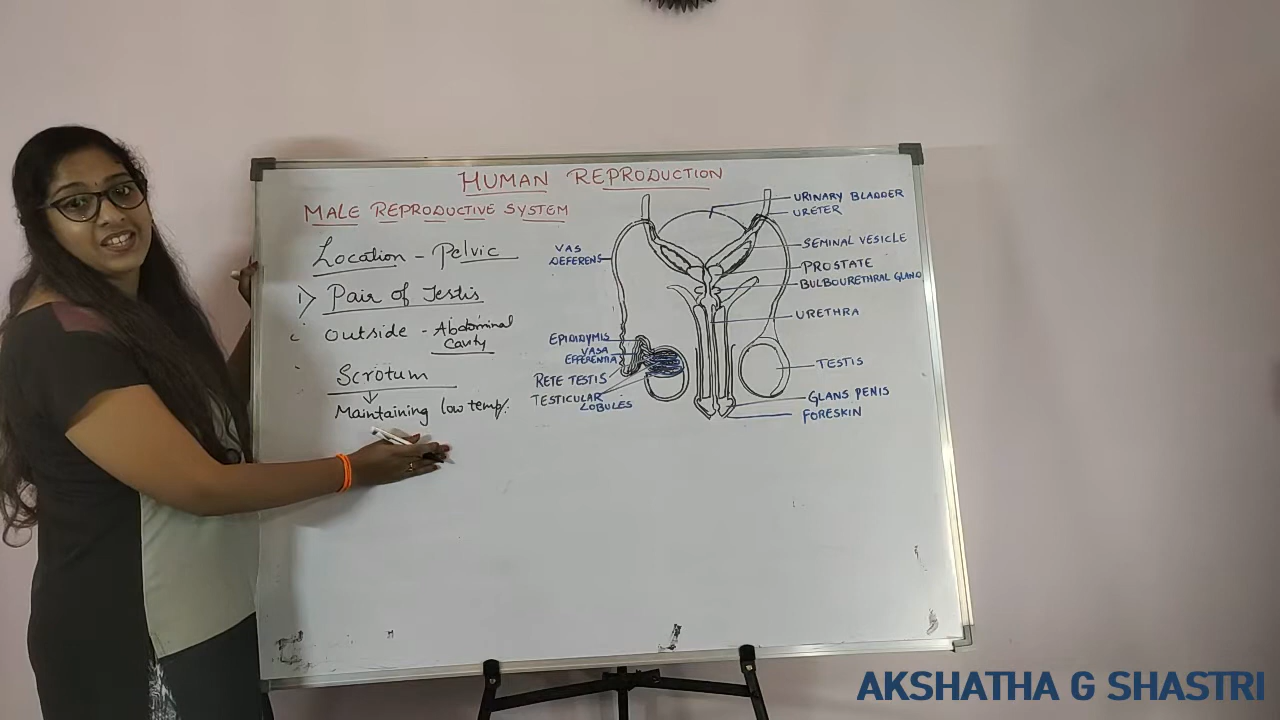 HUMAN REPRODUCTION
MALE REPRODUCTIVE SYSTEM
Location - Pelvic
1) Pair of Testis
outside - Abdominal
Cavity
Scrotum
Maintaining low temp
URINARY BLADDER
URETER
VAS
DEFERENS
SEMINAL VESICLE
PROSTATE
BULBOURETHRAL GLAND
URETHRA
EPIDIDYMIS
VASA
EFFERENTIA
RETE TESTIS
TESTICULAR
LOBULES
TESTIS
GLANS PENIS
FORESKIN
AKSHATHA G SHASTRI